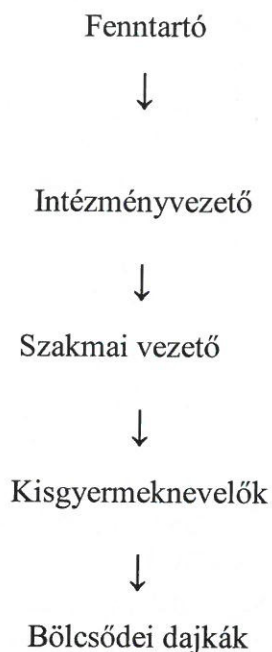 Fenntartó
↓
Intézményvezető
↓
Szakmai vezető
↓
Kisgyermeknevelők
↓
Bölcsődei dajkák